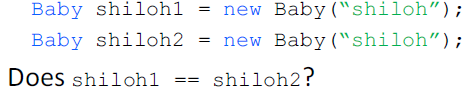 Baby shiloh1 = new Baby(“shiloh”);
Baby shiloh2 = new Baby(“shiloh”);
Does shiloh1 == shiloh2?